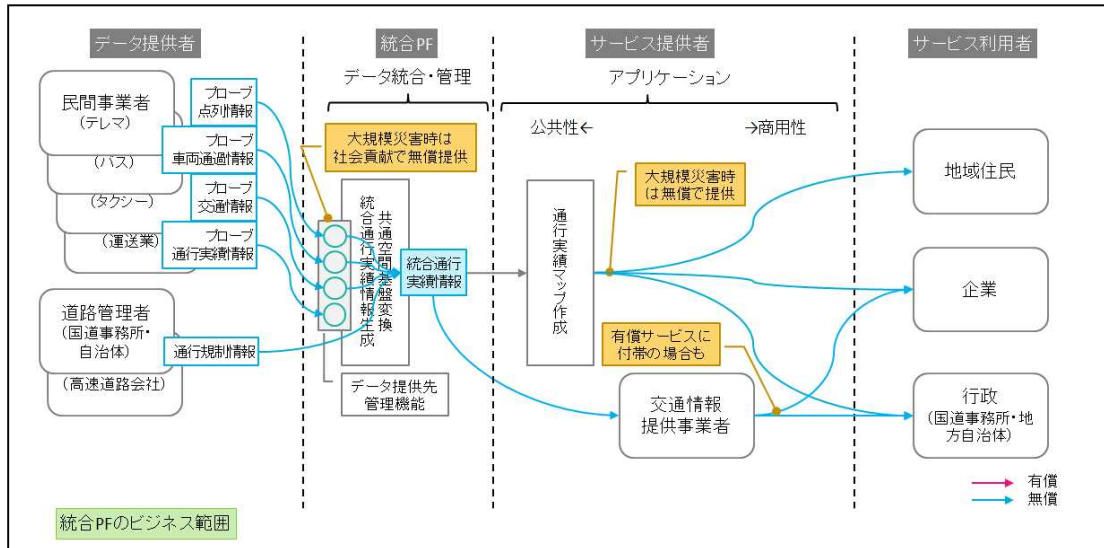 データ提供者
統合PF
サービス提供者
サービス利用者
データ統合・管理
アプリケーション
公共性←
→商用性
民間事業者
(テレマ)
(バス)
(タクシー)
(運送業)
プローブ
点列情報
プローブ
車両通過情報
プローブ
交通情報
プローブ
通行実績情報
道路管理者
(国道事務所・
自治体)
(高速道路会社)
通行規制情報
大規模災害時は
社会貢献で無償提供
共通空間基盤変換
統合通行実績情報生成
統合通行
実績情報
データ提供先
管理機能
通行実績マップ作成
大規模災害時
は無償で提供
有償サービスに
付帯の場合も
交通情報
提供事業者
地域住民
企業
行政
(国道事務所・地
方自治体)
有償
無償
統合PFのビジネス範囲